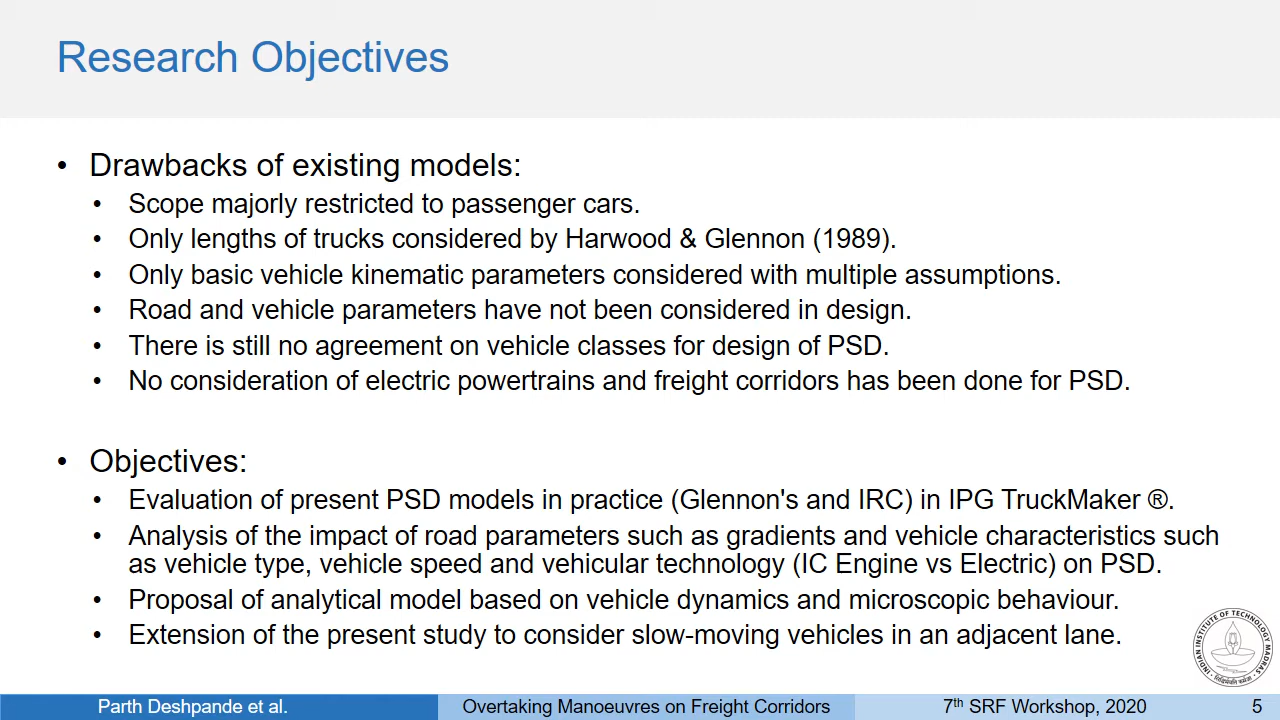 Research Objectives
• Drawbacks of existing models:
• Scope majorly restricted to passenger cars.
• Only lengths of trucks considered by Harwood & Glennon (1989).
• Only basic vehicle kinematic parameters considered with multiple assumptions.
• Road and vehicle parameters have not been considered in design.
• There is still no agreement on vehicle classes for design of PSD.
• No consideration of electric powertrains and freight corridors has been done for PSD.
• Objectives:
• Evaluation of present PSD models in practice (Glennon's and IRC) in IPG TruckMaker ®.
• Analysis of the impact of road parameters such as gradients and vehicle characteristics such
as vehicle type, vehicle speed and vehicular technology (IC Engine vs Electric) on PSD.
• Proposal of analytical model based on vehicle dynamics and microscopic behaviour.
• Extension of the present study to consider slow-moving vehicles in an adjacent lane.
INDIAN INSTITUTE OF TECHNOLOGY MADRAS
Parth Deshpande et al. Overtaking Manoeuvres on Freight Corridors 7th SRF Workshop, 2020 5